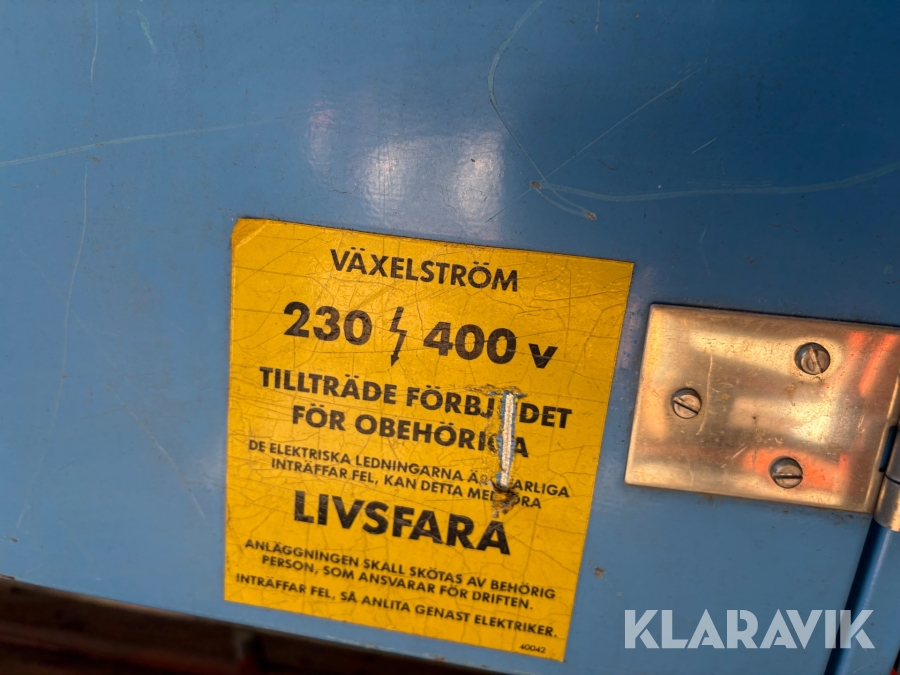 VÄXELSTRÖM
230 400 V
TILLTRÄDE
FÖR
DE ELEKTRISKA LEDNINGARNA
INTRÄFFAR FEL, KAN DETTA
LIVSFARA
ANLÄGGNINGEN SKALL SKÖTAS AV BEHÖRIG
PERSON, SOM ANSVARAR FÖR DRIFTEN.
INTRÄFFAR FEL, SÅ ANLITA GENAST ELEKTRIKER.
40042
KLARAVIK